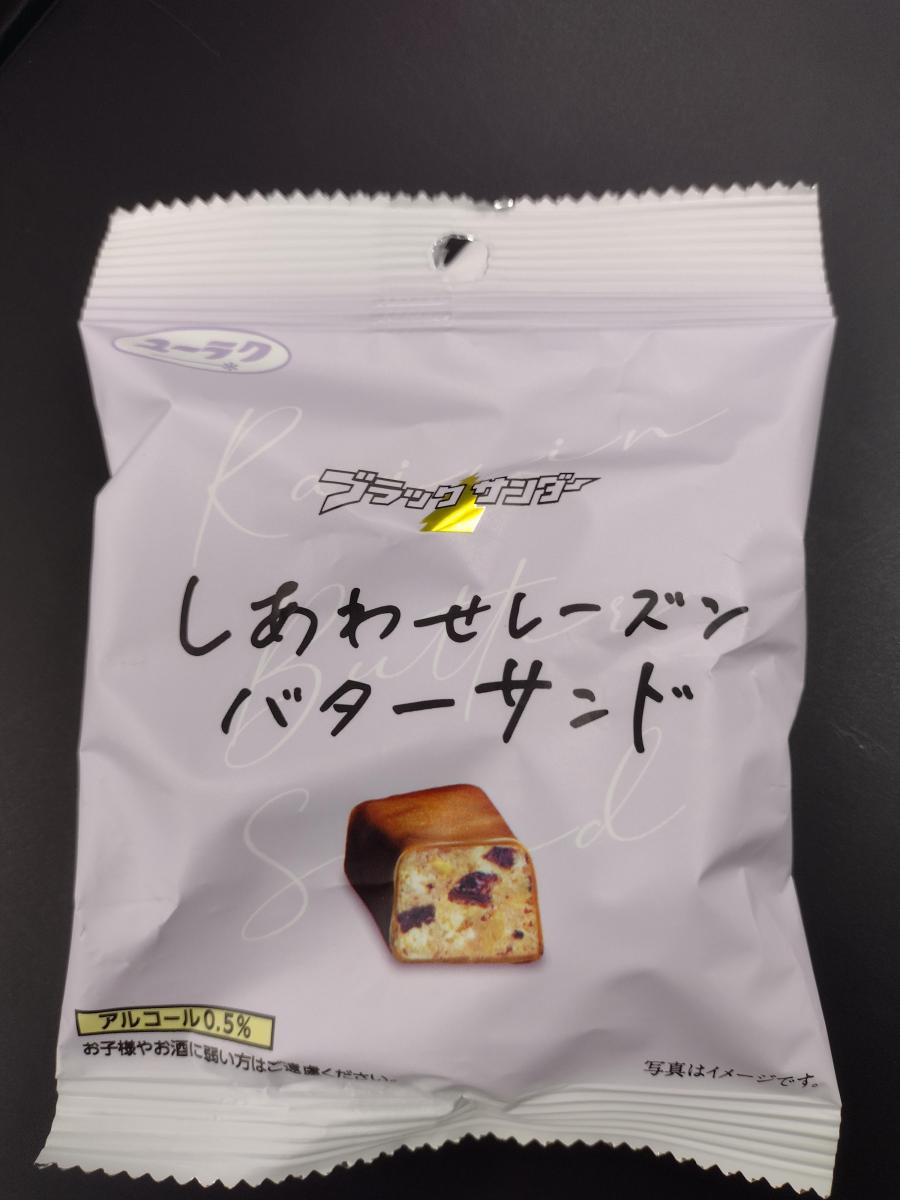 ユーラク
Raisin
ブラックサンダー
しあわせレーズン
Butter
バターサンド
Sand
アルコール0.5%
お子様やお酒に弱い方はご遠慮ください。
写真はイメージです。